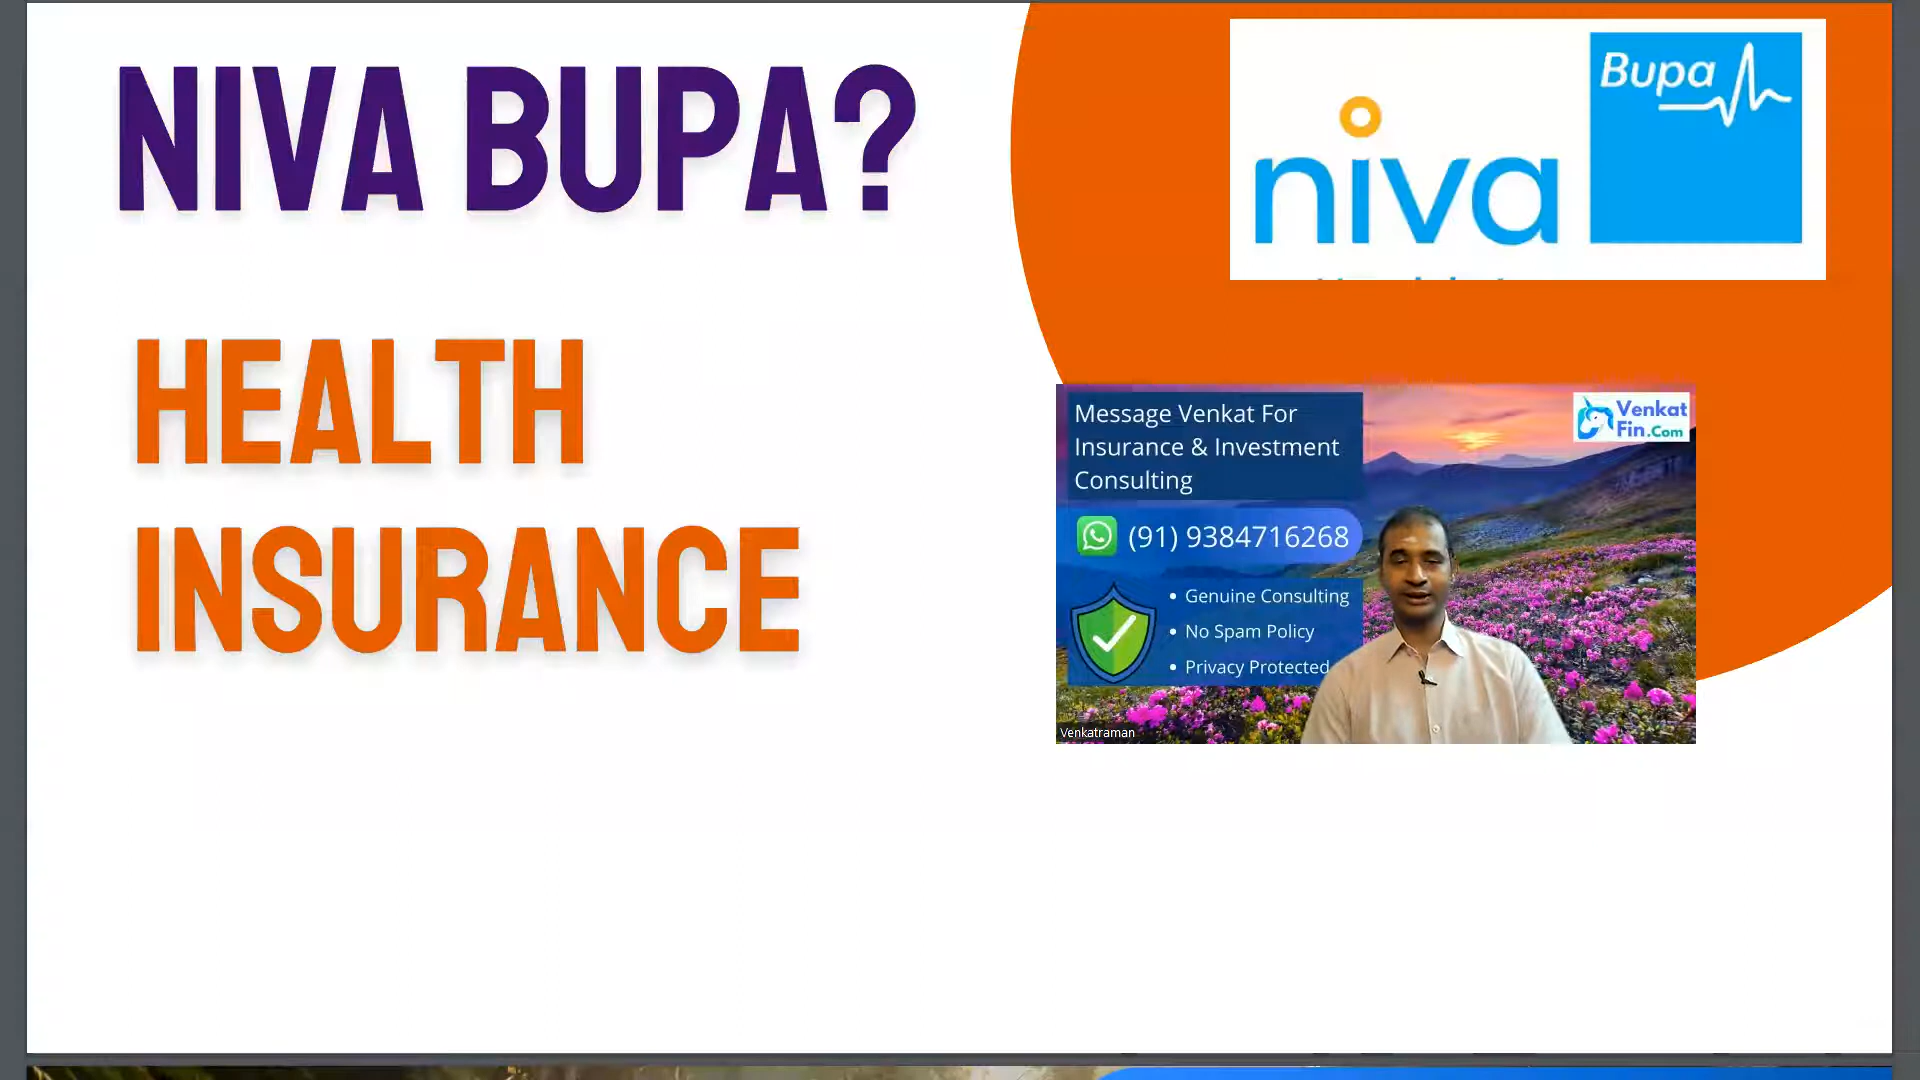 NIVA BUPA?
HEALTH
INSURANCE
niva
Bupa
Message Venkat For
Insurance & Investment
Consulting
(91) 9384716268
Genuine Consulting
No Spam Policy
Privacy Protected
Venkat
Fin.Com
Venkatraman